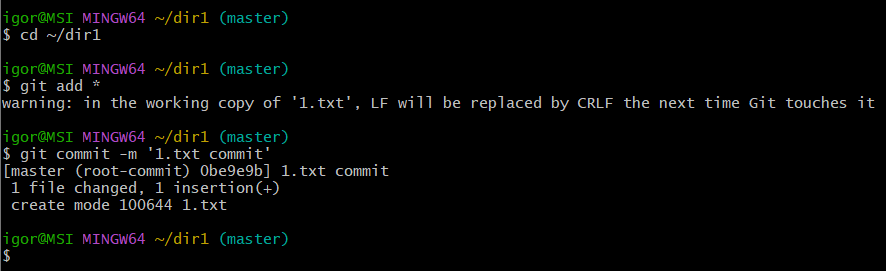 igor@MSI MINGW64 ~/dir1 (master)
$ cd ~/dir1
igor@MSI MINGW64 ~/dir1 (master)
$ git add *
warning: in the working copy of '1.txt', LF will be replaced by CRLF the next time Git touches it
igor@MSI MINGW64 ~/dir1 (master)
$ git commit -m '1.txt commit'
[master (root-commit) 0be9e9b] 1.txt commit
 1 file changed, 1 insertion(+)
 create mode 100644 1.txt
igor@MSI MINGW64 ~/dir1 (master)
$